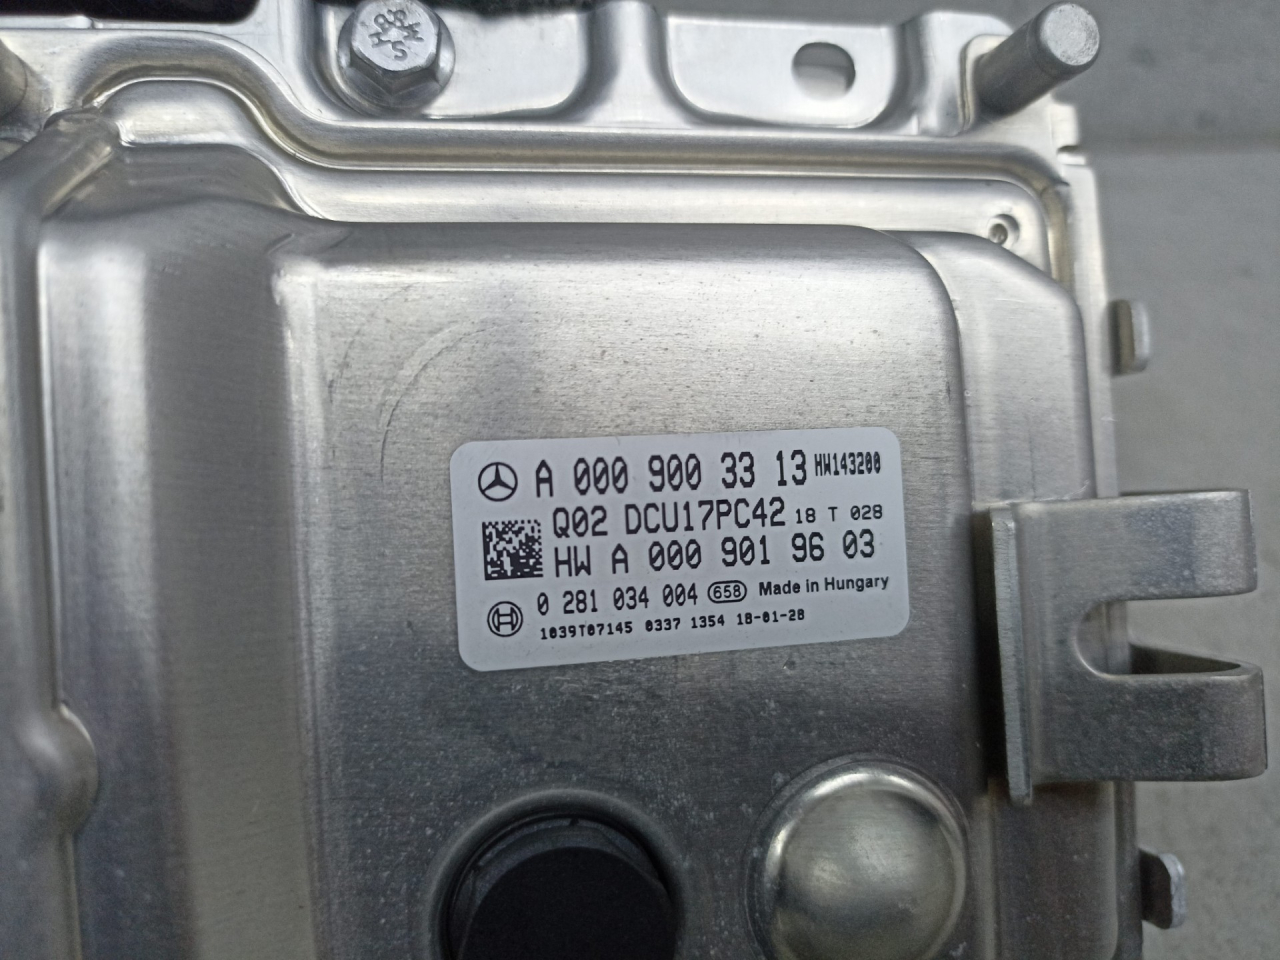 A 000 900 33 13 HW143200
Q02 DCU17PC42 18 T 028
HW A 000 901 96 03
0 281 034 004 658 Made in Hungary
1039T07145 0337 1354 18-01-28